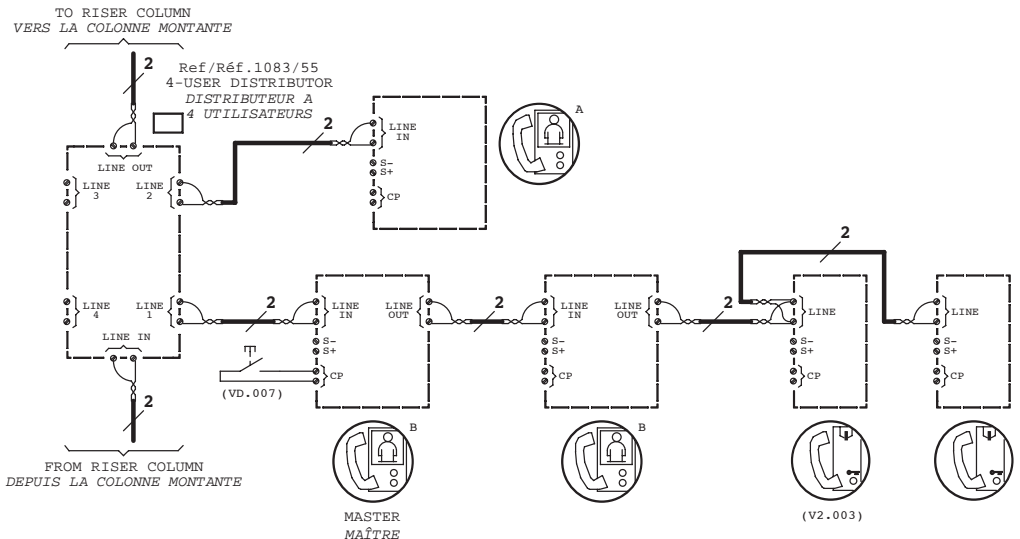 TO RISER COLUMN
VERS LA COLONNE MONTANTE
2
Ref/Réf.1083/55
4-USER DISTRIBUTOR
DISTRIBUTEUR A
4 UTILISATEURS
LINE OUT
LINE
3
LINE
2
LINE
4
LINE
1
LINE IN
2
FROM RISER COLUMN
DEPUIS LA COLONNE MONTANTE
2
LINE
IN
S-
S+
CP
A
2
(VD.007)
LINE
IN
LINE
OUT
S-
S+
CP
B
MASTER
MAÎTRE
2
LINE
IN
LINE
OUT
S-
S+
CP
B
2
2
LINE
S-
S+
CP
(V2.003)
LINE
S-
S+
CP